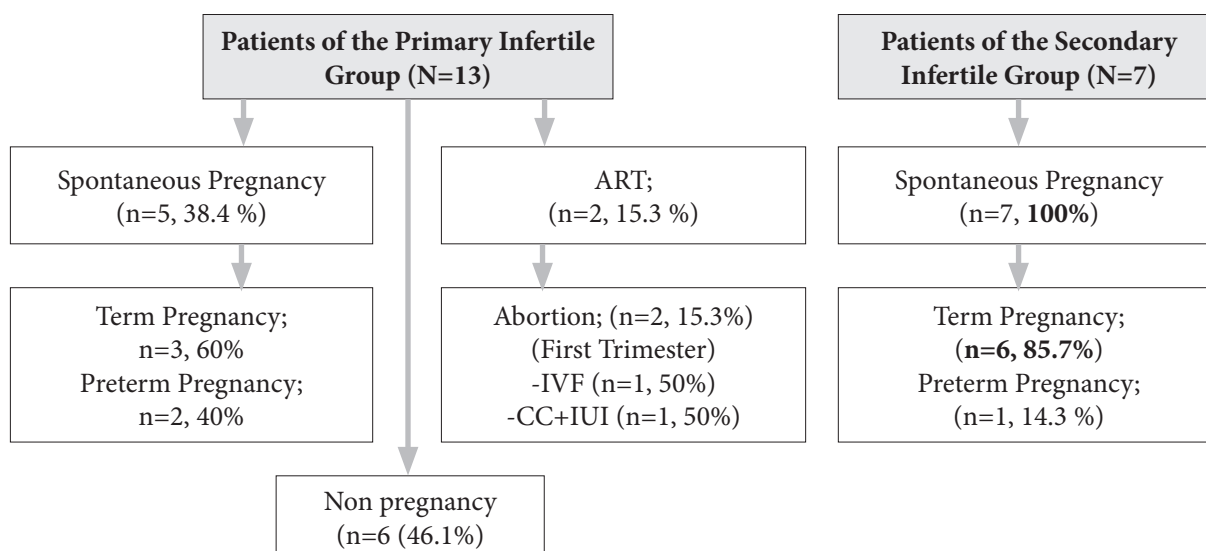 Patients of the Primary Infertile
Group (N=13)
Patients of the Secondary
Infertile Group (N=7)
Spontaneous Pregnancy
(n=5, 38.4 %)
ART;
(n=2, 15.3 %)
Spontaneous Pregnancy
(n=7, 100%)
Term Pregnancy;
n=3, 60%
Preterm Pregnancy;
n=2, 40%
Abortion; (n=2, 15.3%)
(First Trimester)
-IVF (n=1, 50%)
-CC+IUI (n=1, 50%)
Term Pregnancy;
(n=6, 85.7%)
Preterm Pregnancy;
(n=1, 14.3 %)
Non pregnancy
(n=6 (46.1%)